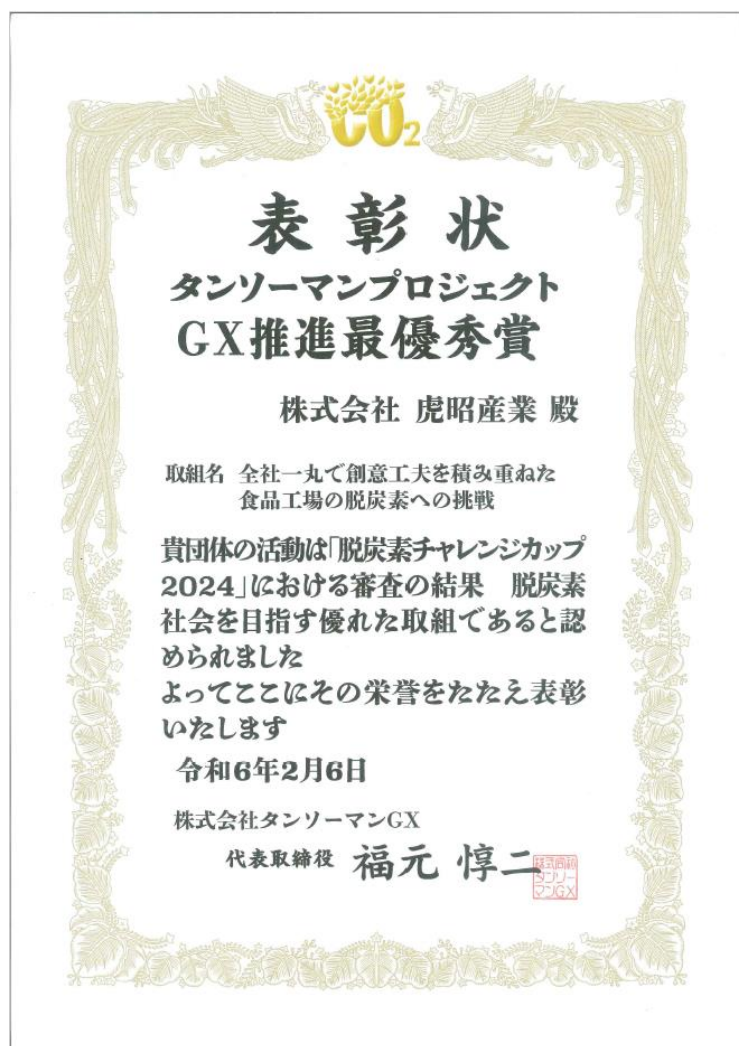 CO2
表彰状
タンソーマンプロジェクト
GX推進最優秀賞
株式会社 虎昭産業 殿
取組名 全社一丸で創意工夫を積み重ねた
食品工場の脱炭素への挑戦
貴団体の活動は「脱炭素チャレンジカップ
2024」における審査の結果 脱炭素
社会を目指す優れた取組であると認
められました
よってここにその栄誉をたたえ表彰
いたします
令和6年2月6日
株式会社タンソーマンGX
代表取締役 福元 惇二
タンソー
マンGX